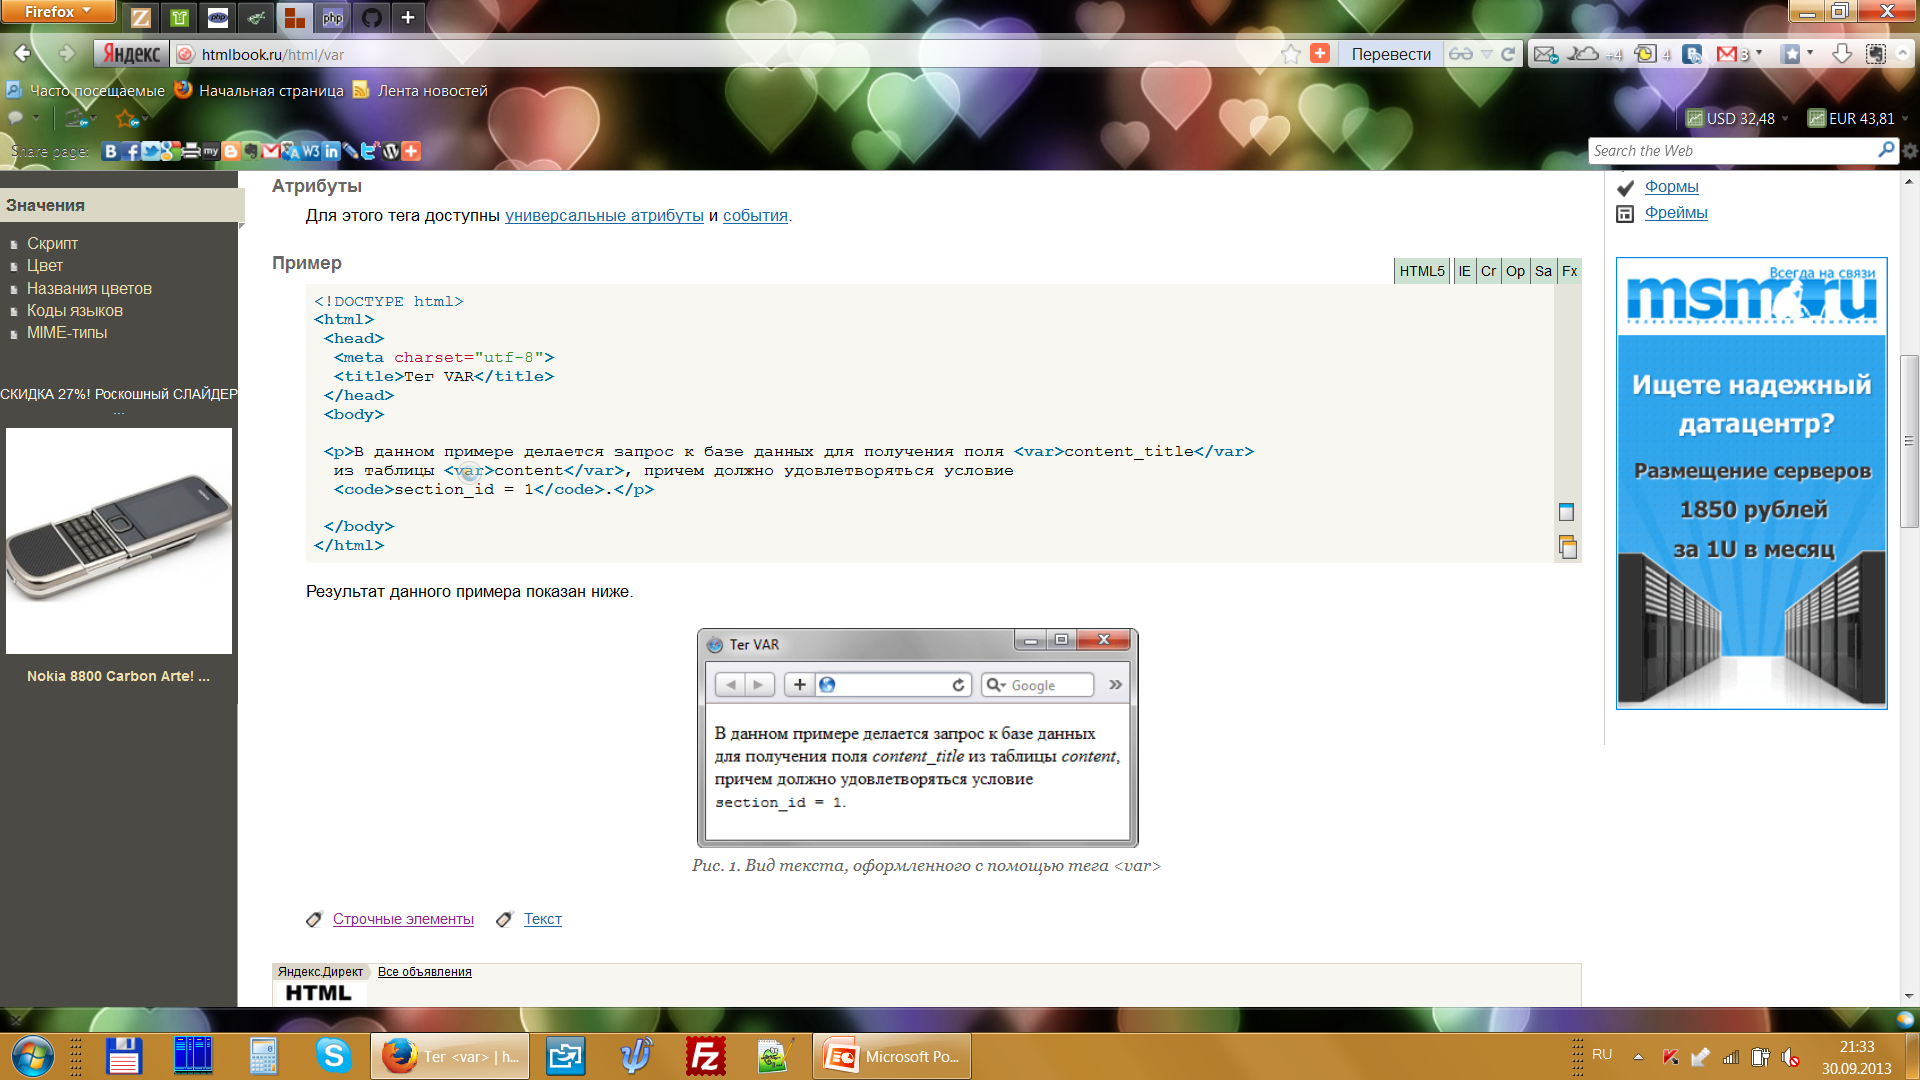 Firefox
Яндекс
htmlbook.ru/html/var
Перевести
+4
4
3
Часто посещаемые
Начальная страница
Лента новостей
USD 32,48
EUR 43,81
Share page:
my
W3
Search the Web
Значения
Скрипт
Цвет
Названия цветов
Коды языков
MIME-типы
СКИДКА 27%! Роскошный СЛАЙДЕР
...
Nokia 8800 Carbon Arte! ...
Атрибуты
Для этого тега доступны универсальные атрибуты и события.
Пример
HTML5 IE Cr Op Sa Fx
<!DOCTYPE html>
<html>
<head>
<meta charset="utf-8">
<title>Тег VAR</title>
</head>
<body>
<p>В данном примере делается запрос к базе данных для получения поля <var>content_title</var>
из таблицы <var>content</var>, причем должно удовлетворяться условие
<code>section_id = 1</code>.</p>
</body>
</html>
Результат данного примера показан ниже.
Тег VAR
Google
В данном примере делается запрос к базе данных
для получения поля content_title из таблицы content,
причем должно удовлетворяться условие
section_id = 1.
Рис. 1. Вид текста, оформленного с помощью тега <var>
Строчные элементы
Текст
Яндекс.Директ
Все объявления
HTML
Формы
Фреймы
Всегда на связи
msm.ru
телекоммуникационная компания
Ищете надежный
датацентр?
Размещение серверов
1850 рублей
за 1U в месяц
Тег <var> | h...
Microsoft Po...
RU
21:33
30.09.2013